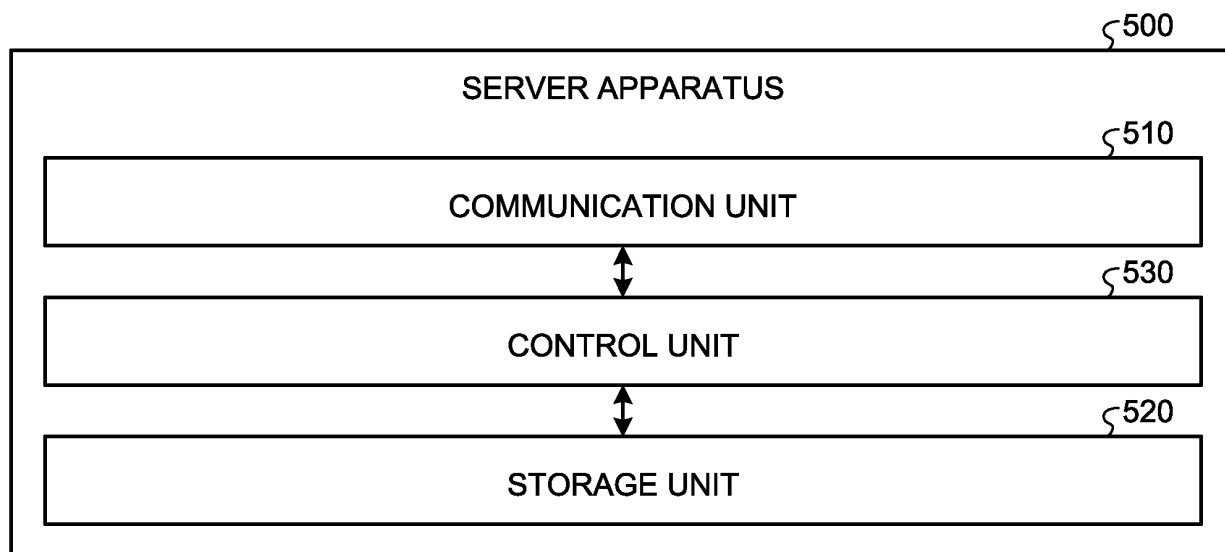 500
SERVER APPARATUS
510
COMMUNICATION UNIT
530
CONTROL UNIT
520
STORAGE UNIT